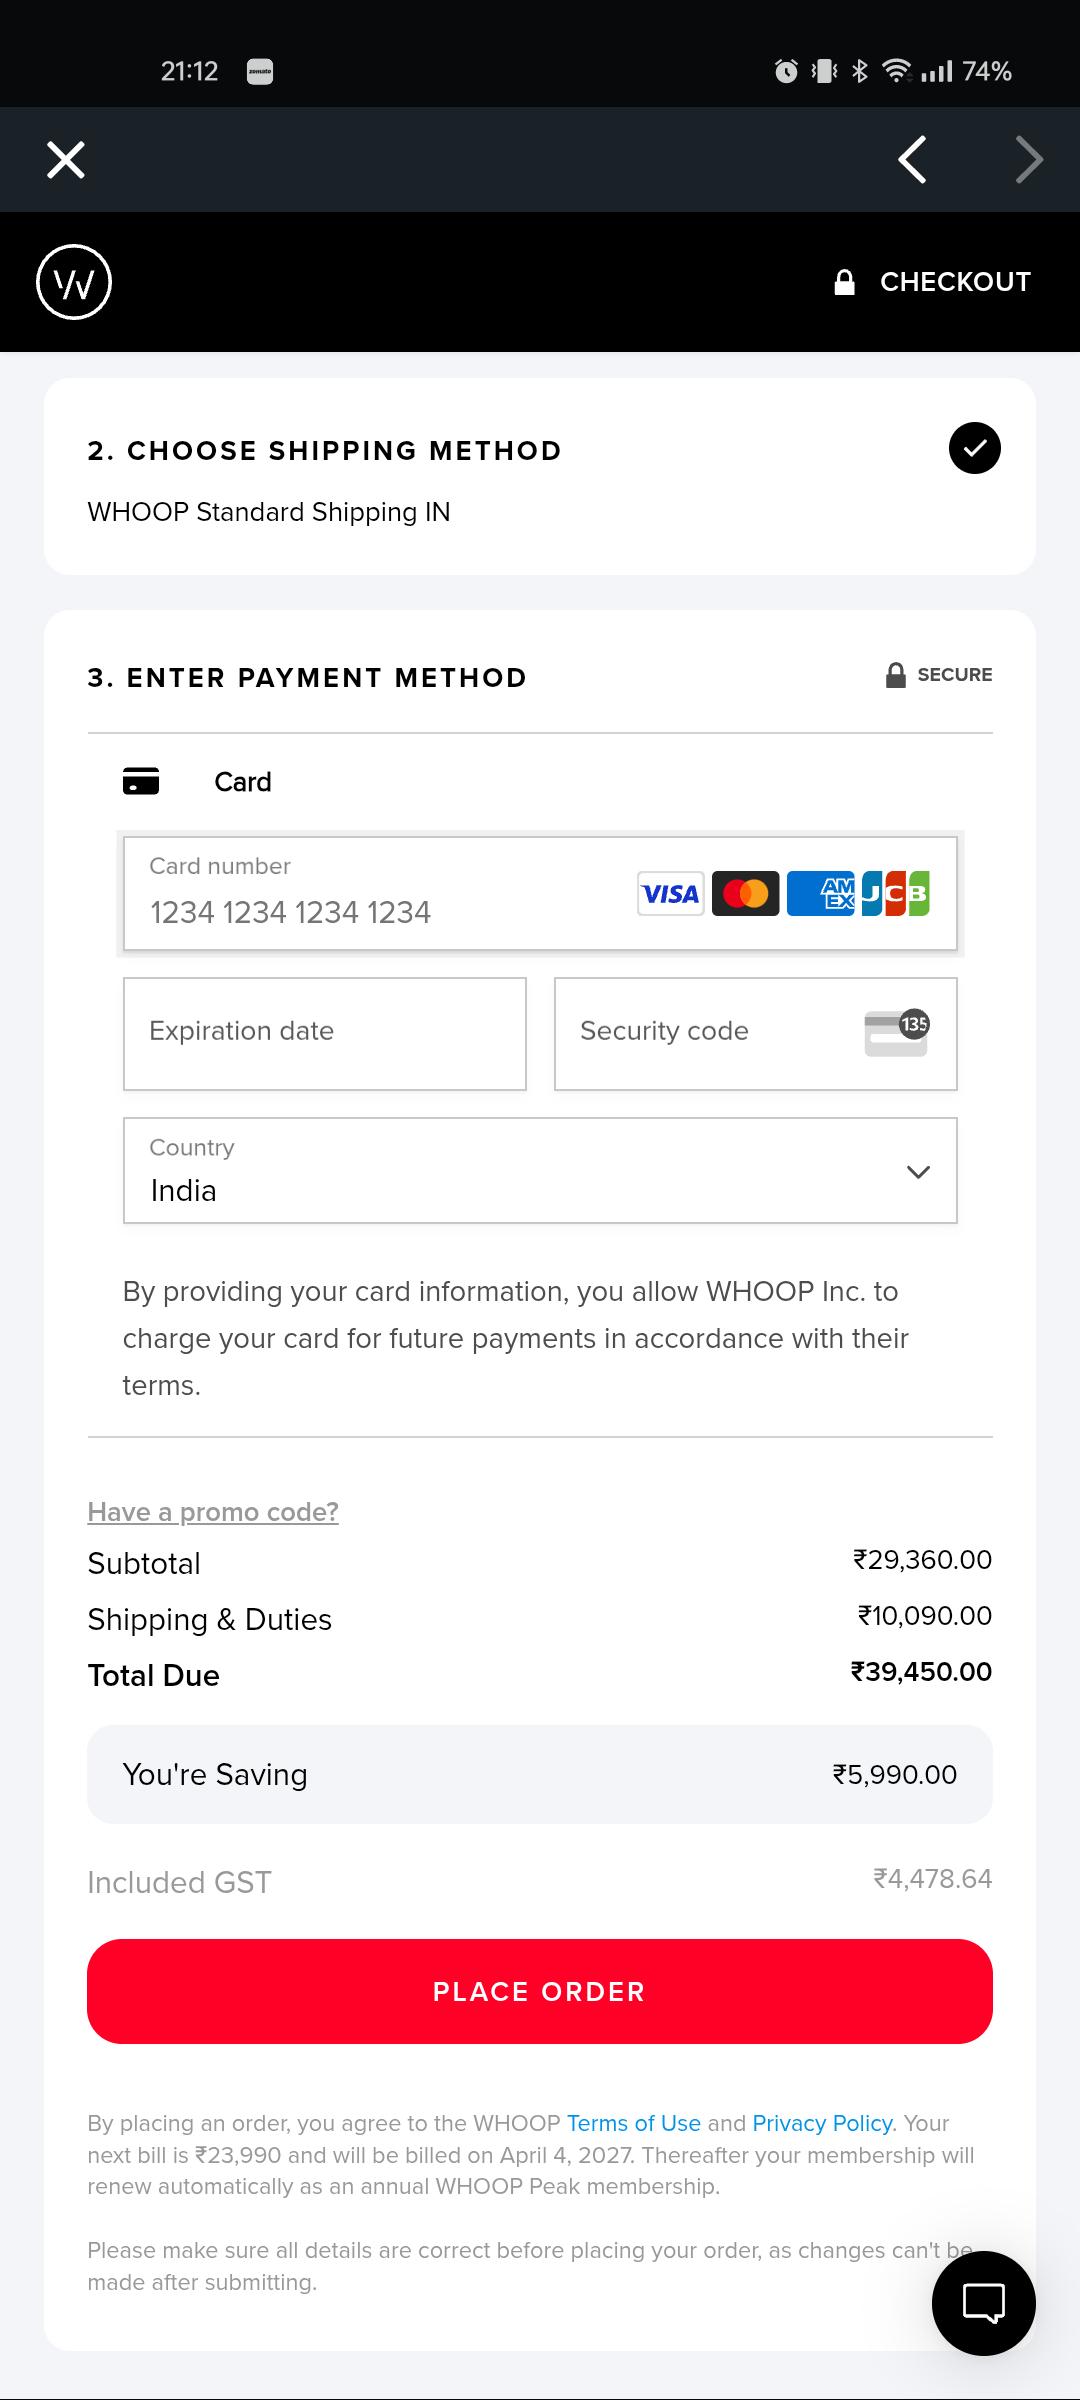 21:12
zomato
74%
W
CHECKOUT
2. CHOOSE SHIPPING METHOD
WHOOP Standard Shipping IN
3. ENTER PAYMENT METHOD
SECURE
Card
Card number
1234 1234 1234 1234
VISA
AM EX
JCB
Expiration date
Security code
135
Country
India
By providing your card information, you allow WHOOP Inc. to
charge your card for future payments in accordance with their
terms.
Have a promo code?
Subtotal ₹29,360.00
Shipping & Duties ₹10,090.00
Total Due ₹39,450.00
You're Saving ₹5,990.00
Included GST ₹4,478.64
PLACE ORDER
By placing an order, you agree to the WHOOP Terms of Use and Privacy Policy. Your
next bill is ₹23,990 and will be billed on April 4, 2027. Thereafter your membership will
renew automatically as an annual WHOOP Peak membership.
Please make sure all details are correct before placing your order, as changes can't be
made after submitting.